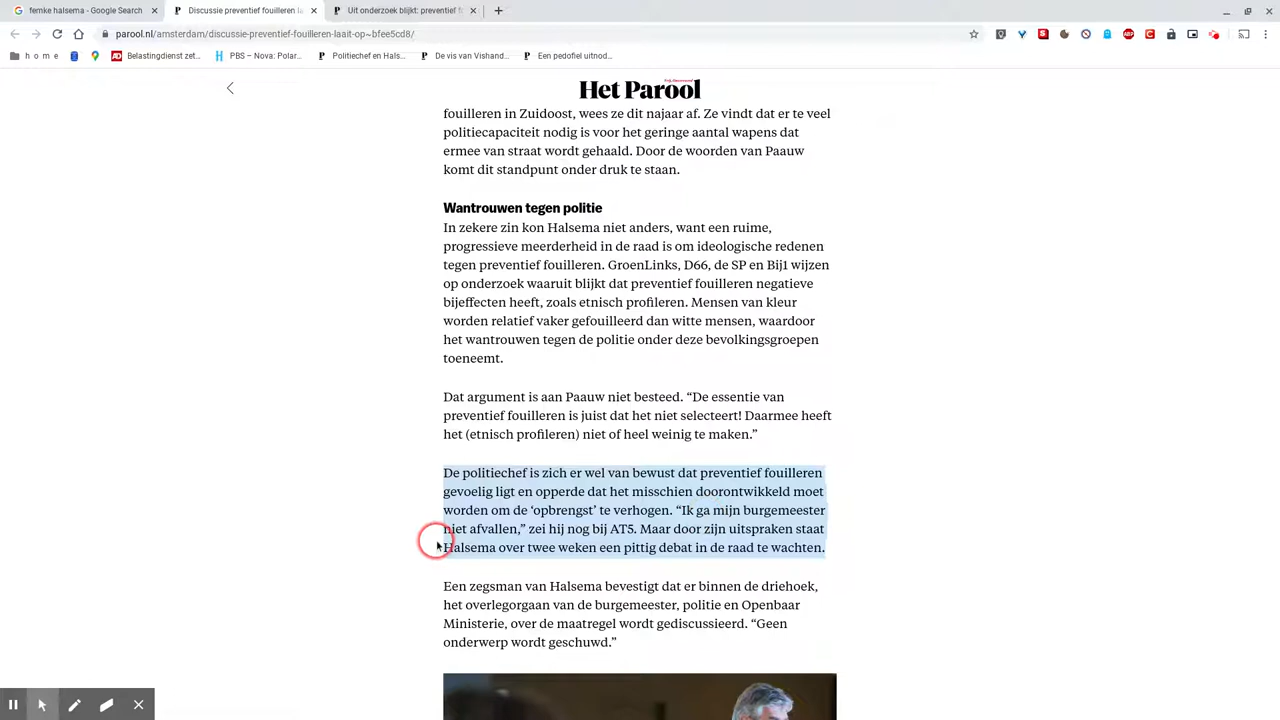 femke halsema - Google Search
Discussie preventief fouilleren la
Uit onderzoek blijkt: preventief fo
parool.nl/amsterdam/discussie-preventief-fouilleren-laait-op~bfee5cd8/
h o m e
Belastingdienst zet...
PBS – Nova: Polar...
Politiechef en Hals...
De vis van Vishand...
Een pedofiel uitnod...
Het Parool
fouilleren in Zuidoost, wees ze dit najaar af. Ze vindt dat er te veel
politiecapaciteit nodig is voor het geringe aantal wapens dat
ermee van straat wordt gehaald. Door de woorden van Paauw
komt dit standpunt onder druk te staan.
Wantrouwen tegen politie
In zekere zin kon Halsema niet anders, want een ruime,
progressieve meerderheid in de raad is om ideologische redenen
tegen preventief fouilleren. GroenLinks, D66, de SP en Bij1 wijzen
op onderzoek waaruit blijkt dat preventief fouilleren negatieve
bijeffecten heeft, zoals etnisch profileren. Mensen van kleur
worden relatief vaker gefouilleerd dan witte mensen, waardoor
het wantrouwen tegen de politie onder deze bevolkingsgroepen
toeneemt.
Dat argument is aan Paauw niet besteed. “De essentie van
preventief fouilleren is juist dat het niet selecteert! Daarmee heeft
het (etnisch profileren) niet of heel weinig te maken.”
De politiechef is zich er wel van bewust dat preventief fouilleren
gevoelig ligt en opperde dat het misschien doorontwikkeld moet
worden om de ‘opbrengst’ te verhogen. “Ik ga mijn burgemeester
niet afvallen,” zei hij nog bij AT5. Maar door zijn uitspraken staat
Halsema over twee weken een pittig debat in de raad te wachten.
Een zegsman van Halsema bevestigt dat er binnen de driehoek,
het overlegorgaan van de burgemeester, politie en Openbaar
Ministerie, over de maatregel wordt gediscussieerd. “Geen
onderwerp wordt geschuwd.”